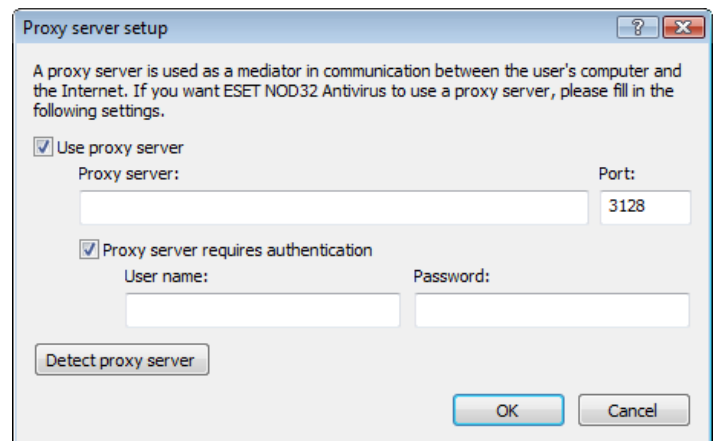 Proxy server setup
A proxy server is used as a mediator in communication between the user's computer and
the Internet. If you want ESET NOD32 Antivirus to use a proxy server, please fill in the
following settings.
Use proxy server
Proxy server: Port:
3128
Proxy server requires authentication
User name: Password:
Detect proxy server
OK Cancel